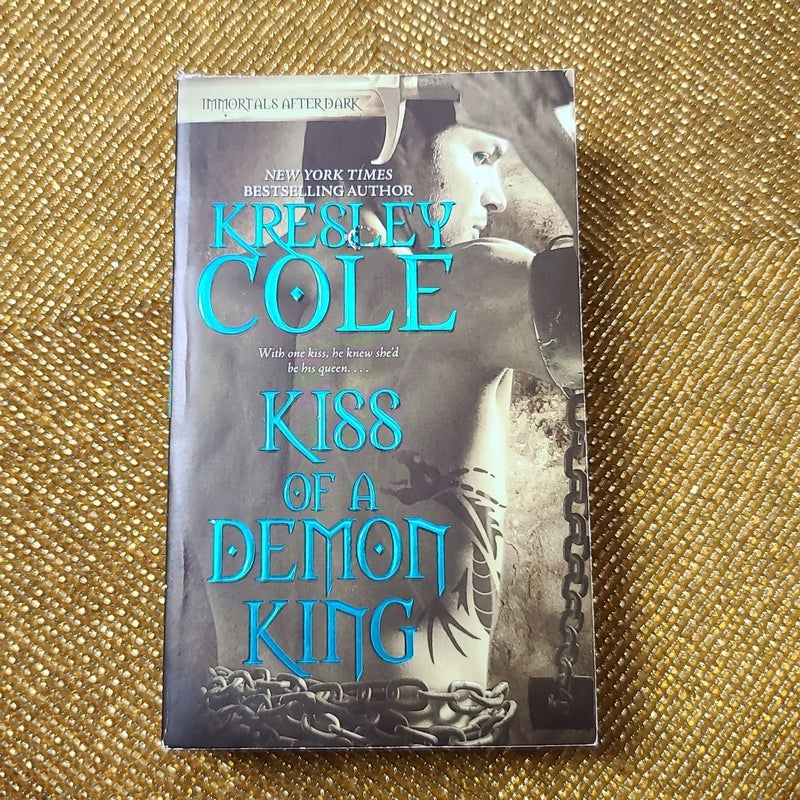 IMMORTALS AFTER DARK
NEW YORK TIMES
BESTSELLING AUTHOR
KRESLEY
COLE
With one kiss, he knew she'd
be his queen. . . .
KISS
OF A
DEMON
KING